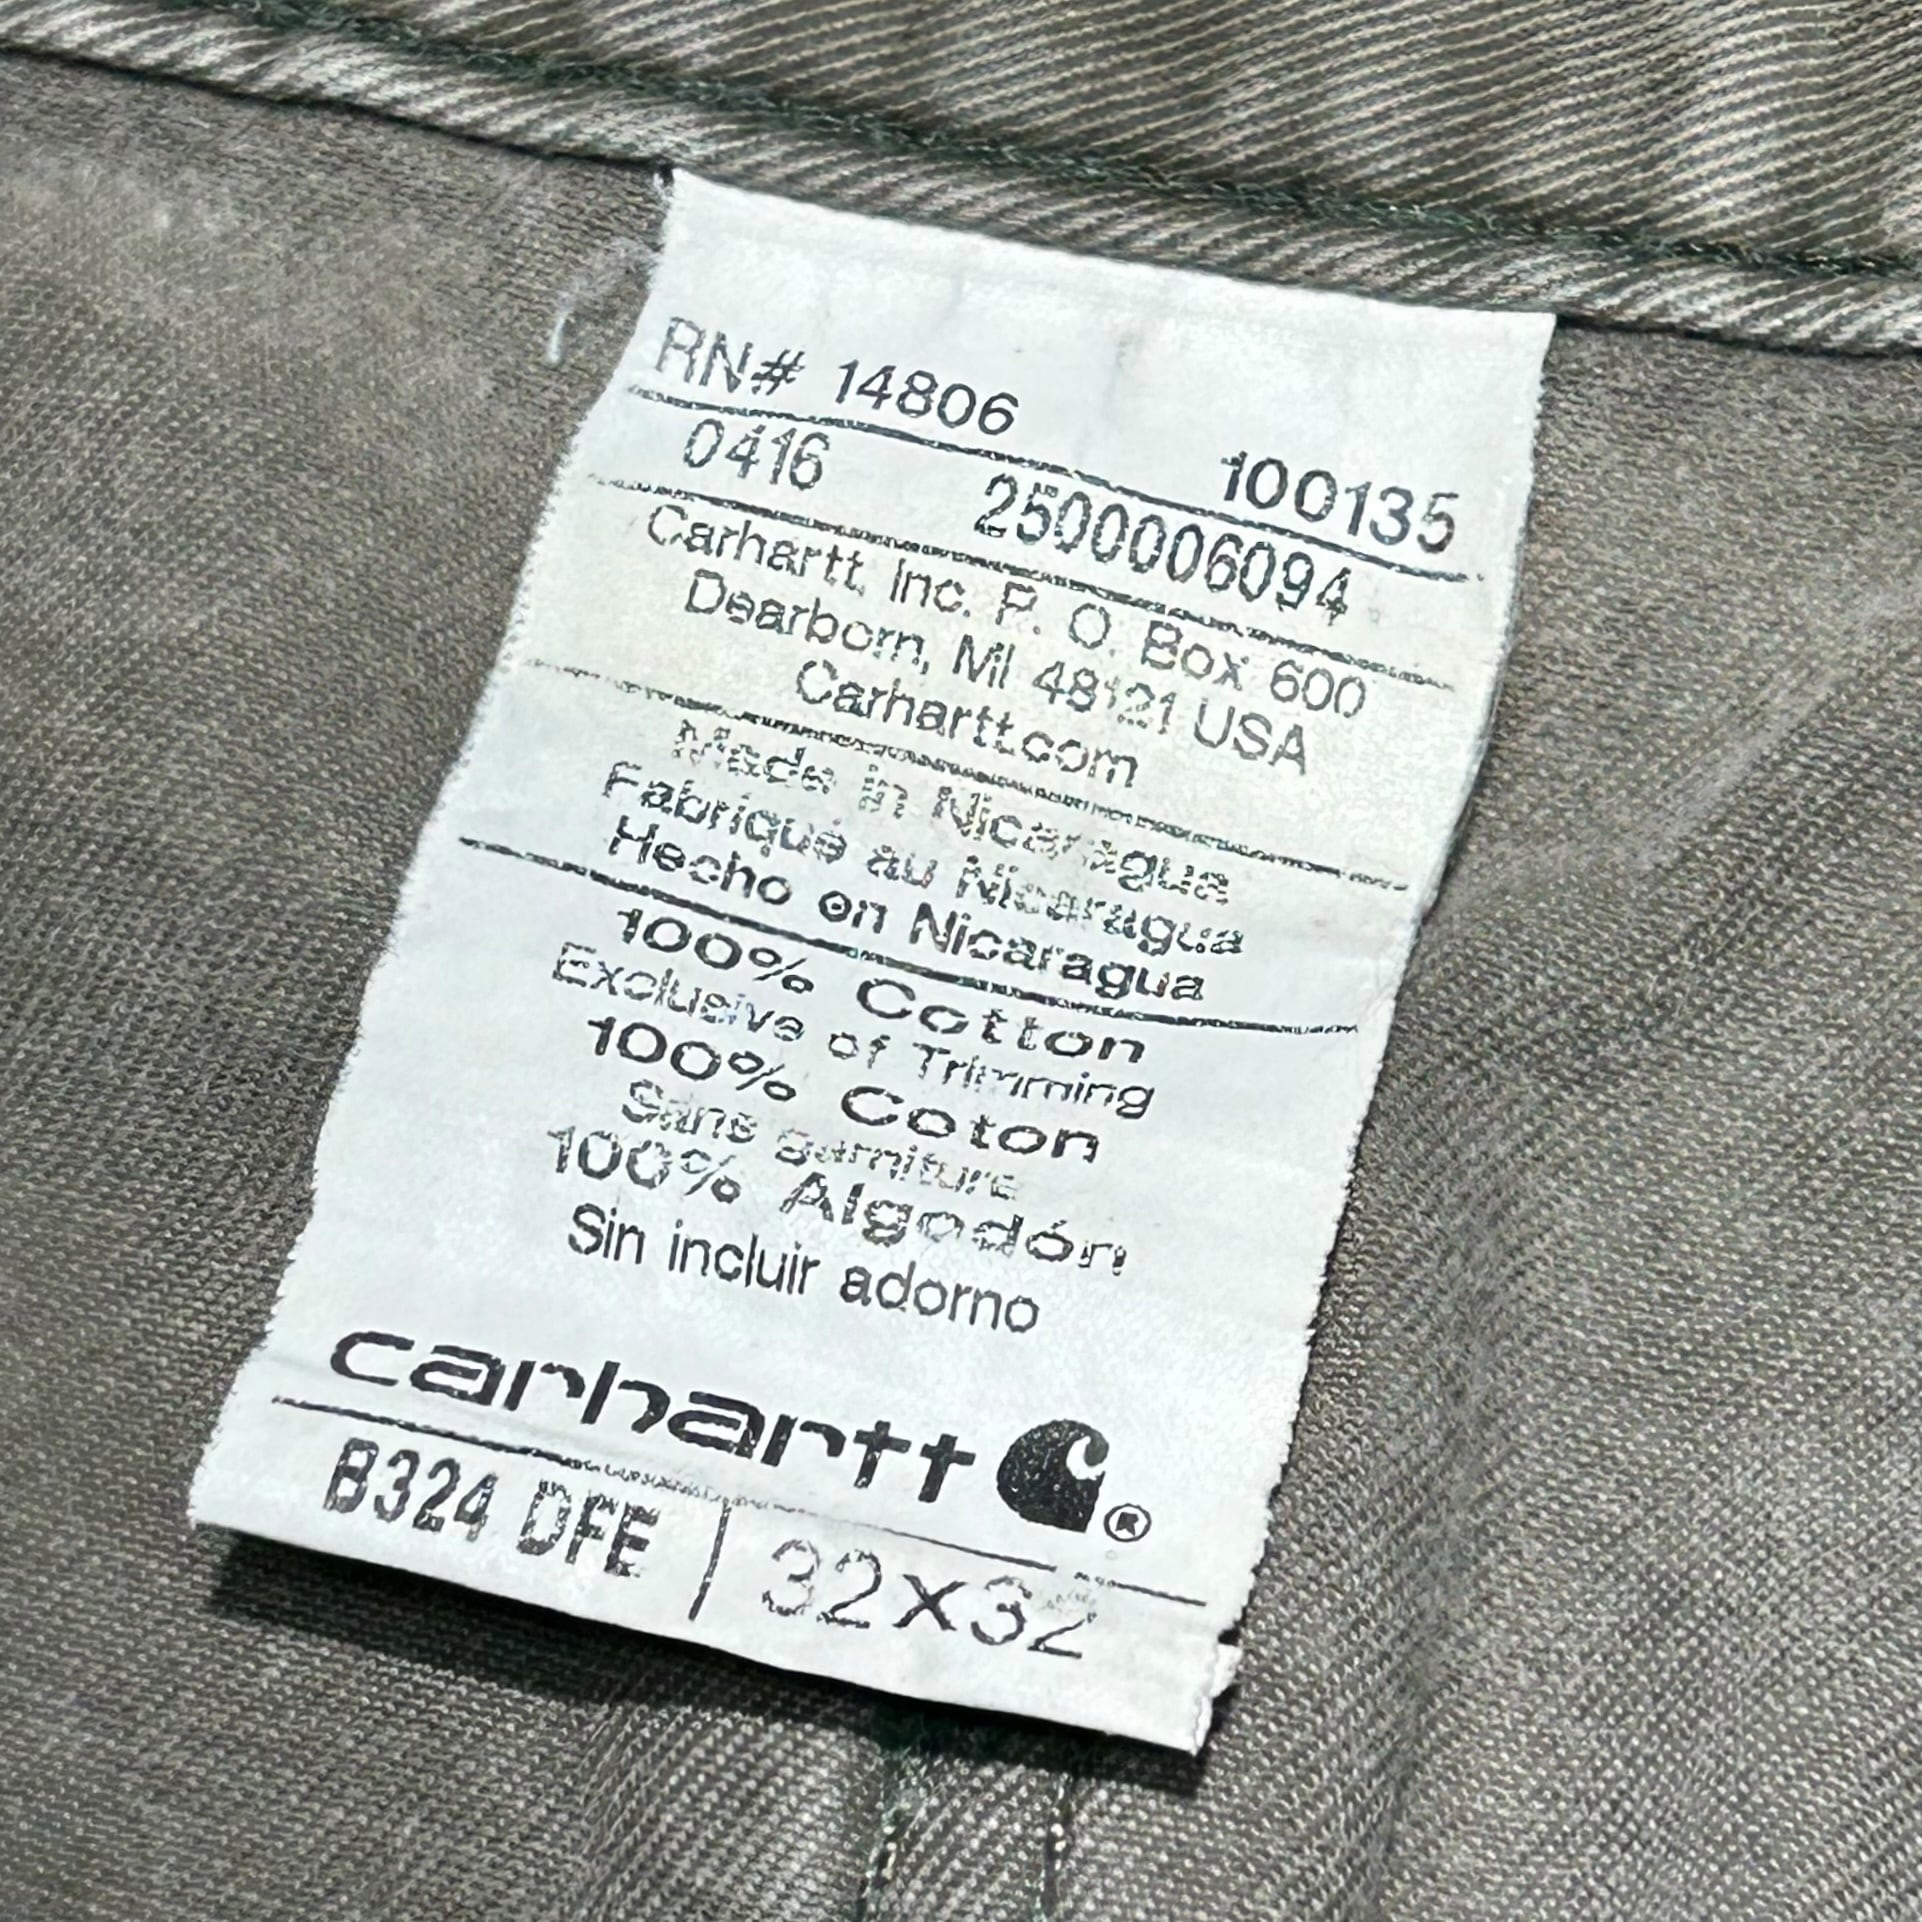 RN# 14806 100135
0416 2500006094
Carhartt, Inc. P. O. Box 600
Dearborn, MI 48121 USA
Carhartt.com
Made in Nicaragua
Fabriqué au Nicaragua
Hecho en Nicaragua
100% Cotton
Exclusive of Trimming
100% Coton
Sans garniture
100% Algodón
Sin incluir adorno
carhartt ®
B324 DFE | 32x32